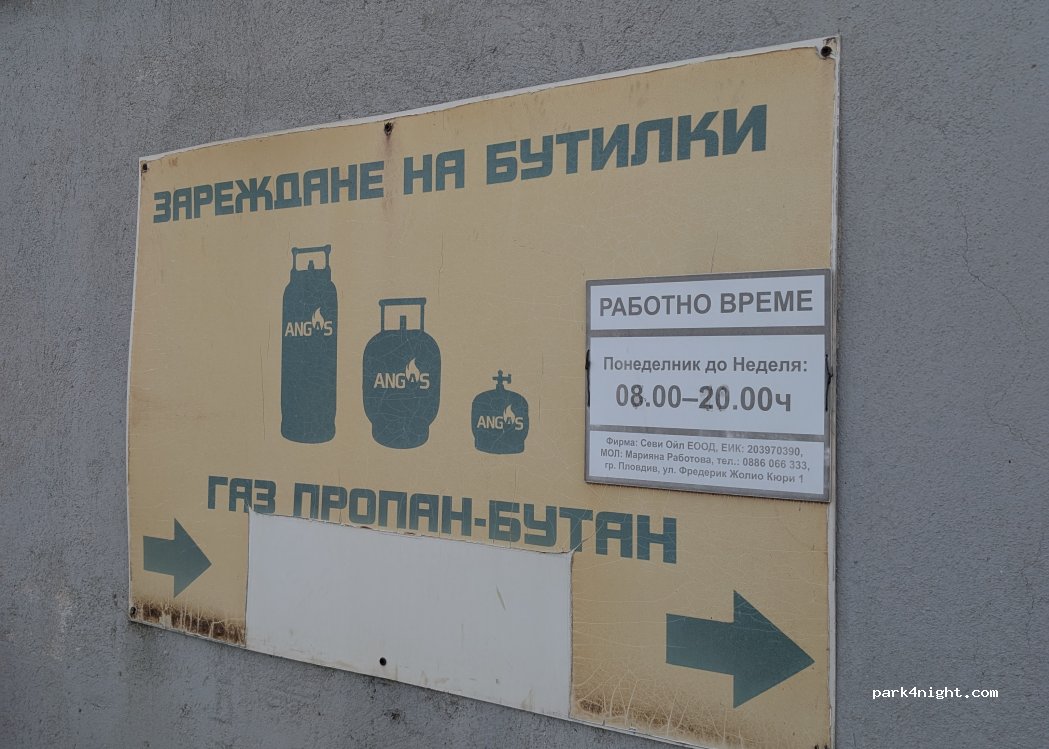 ЗАРЕЖДАНЕ НА БУТИЛКИ
ANGAS
ANGAS
ANGAS
РАБОТНО ВРЕМЕ
Понеделник до Неделя:
08.00–20.00ч
Фирма: Севи Ойл ЕООД, ЕИК: 203970390,
МОЛ: Марияна Работова, тел.: 0886 066 333,
гр. Пловдив, ул. Фредерик Жолио Кюри 1
ГАЗ ПРОПАН-БУТАН
park4night.com